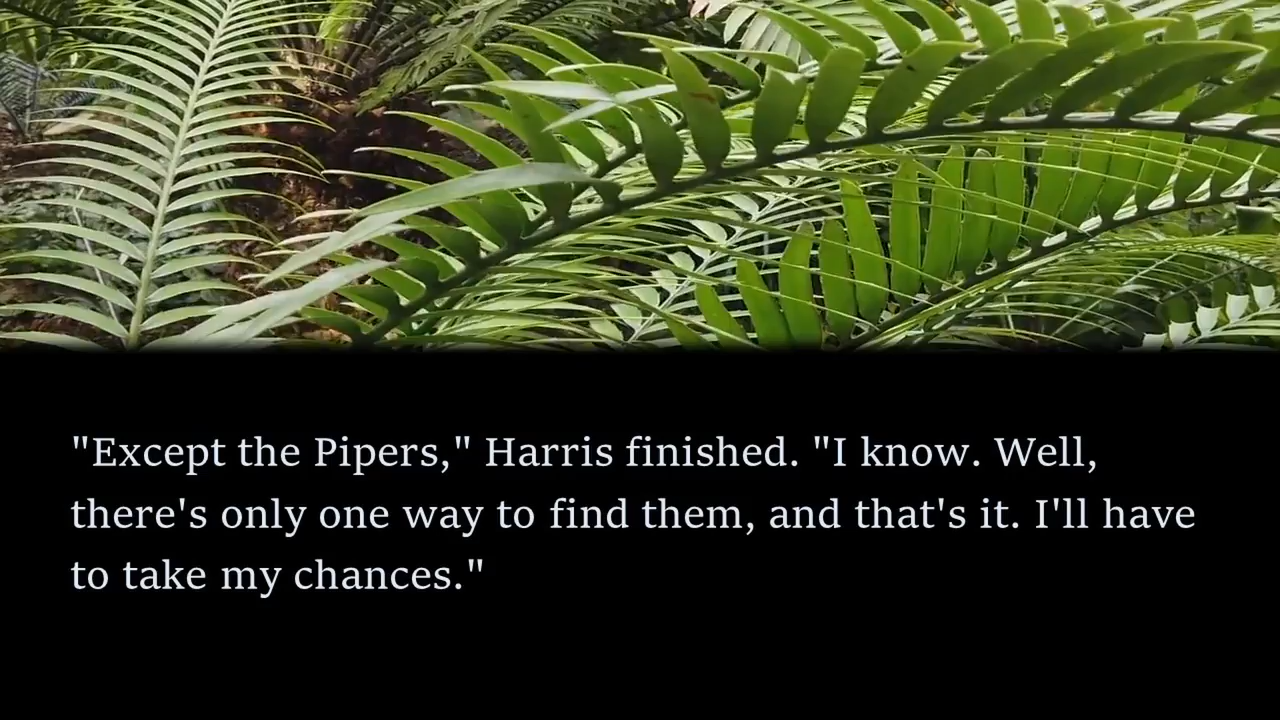 "Except the Pipers," Harris finished. "I know. Well,
there's only one way to find them, and that's it. I'll have
to take my chances."